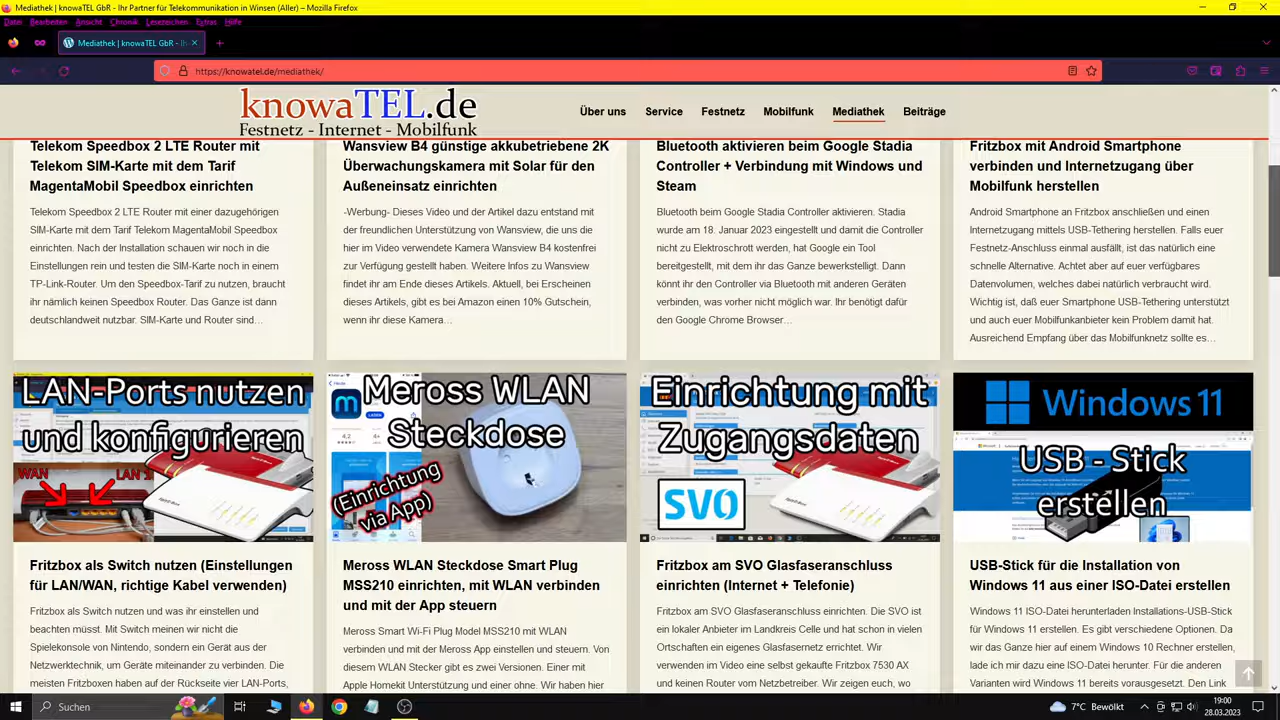 Mediathek | knowaTEL GbR - Ihr Partner für Telekommunikation in Winsen (Aller) – Mozilla Firefox
Datei Bearbeiten Ansicht Chronik Lesezeichen Extras Hilfe
Mediathek | knowaTEL GbR - Ih
https://knowatel.de/mediathek/
knowaTEL.de
Festnetz - Internet - Mobilfunk
Über uns Service Festnetz Mobilfunk Mediathek Beiträge
Telekom Speedbox 2 LTE Router mit
Telekom SIM-Karte mit dem Tarif
MagentaMobil Speedbox einrichten
Telekom Speedbox 2 LTE Router mit einer dazugehörigen
SIM-Karte mit dem Tarif Telekom MagentaMobil Speedbox
einrichten. Nach der Installation schauen wir noch in die
Einstellungen rein und testen die SIM-Karte noch in einem
TP-Link-Router. Um den Speedbox-Tarif zu nutzen, braucht
ihr nämlich keinen Speedbox Router. Das Ganze ist dann
deutschlandweit nutzbar. SIM-Karte und Router sind…
Wansview B4 günstige akkubetriebene 2K
Überwachungskamera mit Solar für den
Außeneinsatz einrichten
-Werbung- Dieses Video und der Artikel dazu entstand mit
der freundlichen Unterstützung von Wansview, die uns die
hier im Video verwendete Kamera Wansview B4 kostenfrei
zur Verfügung gestellt haben. Weitere Infos zu Wansview
findet ihr am Ende dieses Artikels. Aktuell, bei Erscheinen
dieses Artikels, gibt es bei Amazon einen 10% Gutschein,
wenn ihr diese Kamera…
Bluetooth aktivieren beim Google Stadia
Controller + Verbindung mit Windows und
Steam
Bluetooth beim Google Stadia Controller aktivieren. Stadia
wurde am 18. Januar 2023 eingestellt und damit die Controller
nicht zu Elektroschrott werden, hat Google ein Tool
bereitgestellt, mit dem ihr das Ganze bewerkstelligt. Dann
könnt ihr den Controller via Bluetooth mit anderen Geräten
verbinden, was vorher nicht möglich war. Ihr benötigt dafür
den Google Chrome Browser…
Fritzbox mit Android Smartphone
verbinden und Internetzugang über
Mobilfunk herstellen
Android Smartphone an Fritzbox anschließen und einen
Internetzugang mittels USB-Tethering herstellen. Falls euer
Festnetz-Anschluss einmal ausfällt, ist das natürlich eine
schnelle Alternative. Achtet aber auf euer verfügbares
Datenvolumen, welches dabei natürlich verbraucht wird.
Wichtig ist, daß euer Smartphone USB-Tethering unterstützt
und auch euer Mobilfunkanbieter kein Problem damit hat.
Ausreichend Empfang über das Mobilfunknetz sollte es…
LAN-Ports nutzen
und konfigurieren
WAN LAN 1
Fritzbox als Switch nutzen (Einstellungen
für LAN/WAN, richtige Kabel verwenden)
Fritzbox als Switch nutzen und was ihr einstellen und
beachten müsst. Mit Switch meinen wir nicht die
Spielekonsole von Nintendo, sondern ein Gerät aus der
Netzwerktechnik, um Geräte miteinander zu verbinden. Die
meisten Fritzboxen haben auf der Rückseite vier LAN-Ports,
Meross WLAN
Steckdose
(Einrichtung
via App)
Meross WLAN Steckdose Smart Plug
MSS210 einrichten, mit WLAN verbinden
und mit der App steuern
Meross Smart Wi-Fi Plug Model MSS210 mit WLAN
verbinden und mit der Meross App einstellen und steuern. Von
diesem WLAN Stecker gibt es zwei Versionen. Einer mit
Apple Homekit Unterstützung und einer ohne. Wir haben hier
Einrichtung mit
Zugangsdaten
SVO
Fritzbox am SVO Glasfaseranschluss
einrichten (Internet + Telefonie)
Fritzbox am SVO Glasfaseranschluss einrichten. Die SVO ist
ein lokaler Anbieter im Landkreis Celle und hat schon in vielen
Ortschaften ein eigenes Glasfasernetz errichtet. Wir
verwenden im Video eine selbst gekaufte Fritzbox 7530 AX
und keinen Router vom Netzbetreiber. Wir zeigen euch, wo
Windows 11
USB - Stick
erstellen
USB-Stick für die Installation von
Windows 11 aus einer ISO-Datei erstellen
Windows 11 ISO-Datei herunterladen Installations-USB-Stick
für Windows 11 erstellen. Es gibt verschiedene Optionen. Da
wir das Ganze hier auf einem Windows 10 Rechner erstellen,
lade ich mir dazu eine ISO-Datei herunter. Für die anderen
Varianten wird Windows 11 bereits vorausgesetzt. Den Link
Suchen
7°C Bewölkt
19:00
28.03.2023